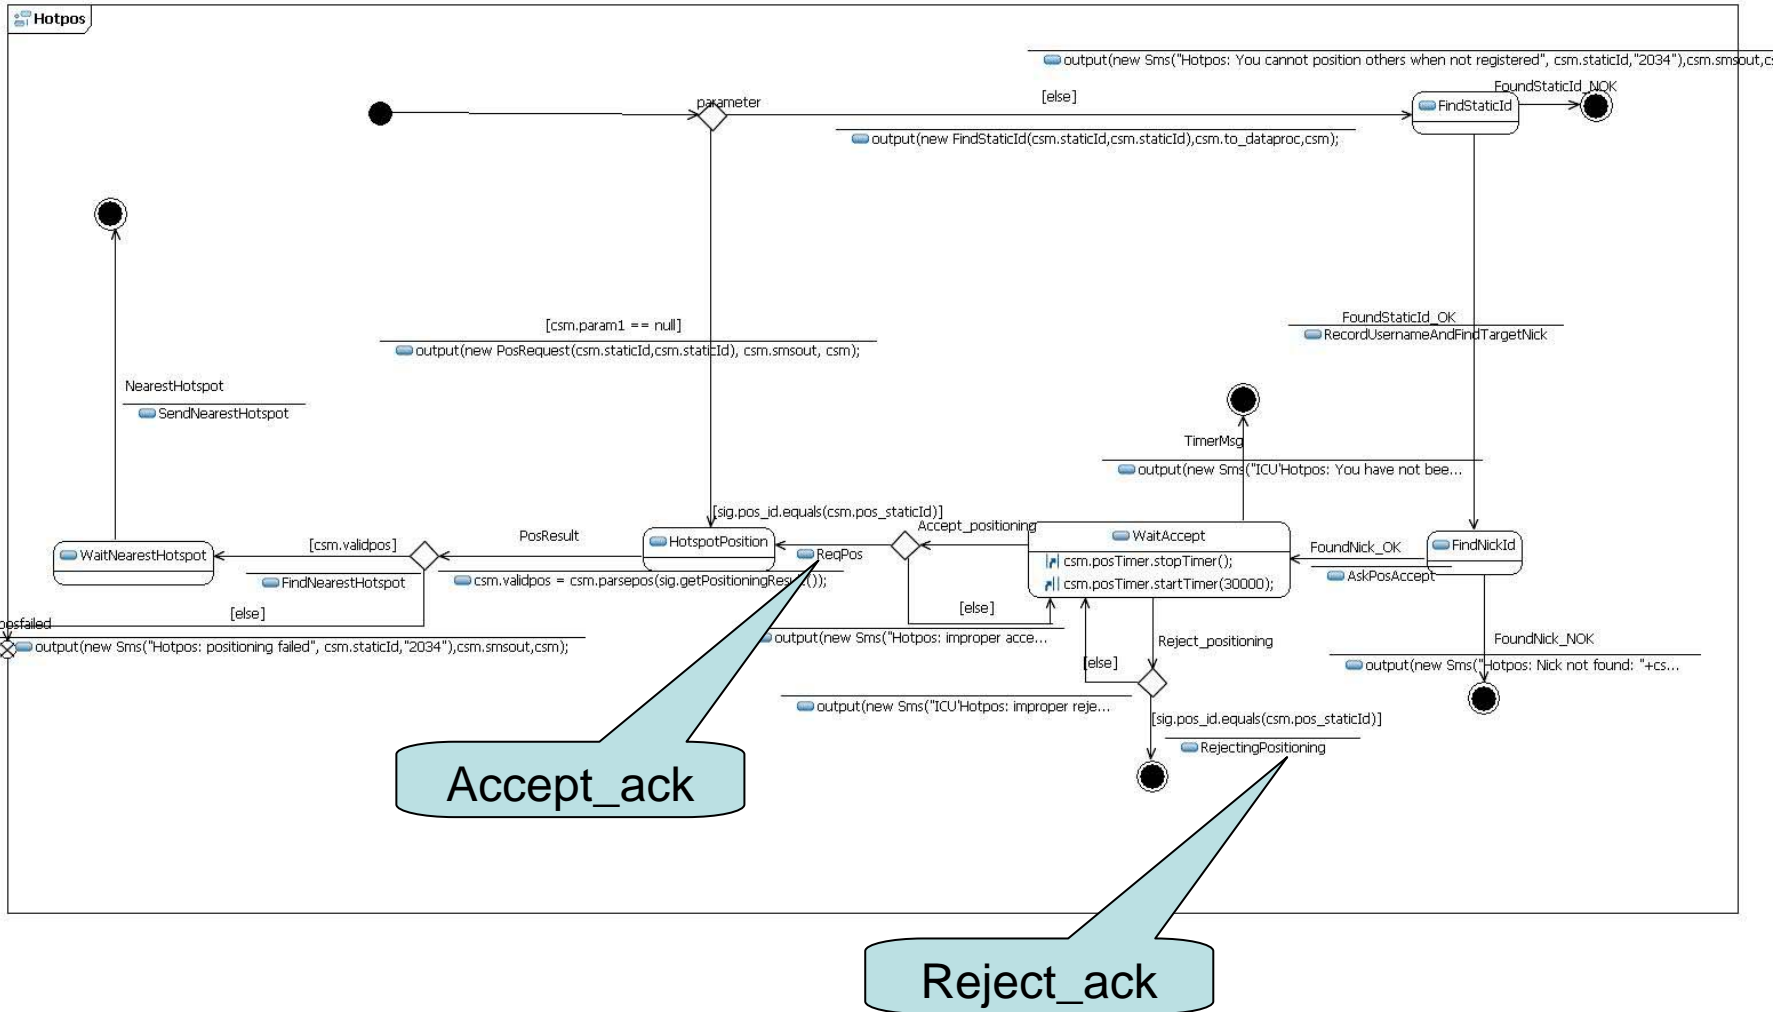 Hotpos
output(new Sms("Hotpos: You cannot position others when not registered", csm.staticId,"2034"),csm.smsout,cs
parameter
[else]
FoundStaticId_NOK
FindStaticId
output(new FindStaticId(csm.staticId,csm.staticId),csm.to_dataproc,csm);
[csm.param1 == null]
output(new PosRequest(csm.staticId,csm.staticId), csm.smsout, csm);
FoundStaticId_OK
RecordUsernameAndFindTargetNick
NearestHotspot
SendNearestHotspot
TimerMsg
output(new Sms("ICU'Hotpos: You have not bee...
[sig.pos_id.equals(csm.pos_staticId)]
Accept_positioning
WaitAccept
csm.posTimer.stopTimer();
csm.posTimer.startTimer(30000);
FoundNick_OK
AskPosAccept
FindNickId
HotspotPosition
ReqPos
PosResult
csm.validpos = csm.parsepos(sig.getPositioningResult());
[csm.validpos]
FindNearestHotspot
WaitNearestHotspot
[else]
posfailed
output(new Sms("Hotpos: positioning failed", csm.staticId,"2034"),csm.smsout,csm);
[else]
output(new Sms("Hotpos: improper acce...
Reject_positioning
[else]
output(new Sms("ICU'Hotpos: improper reje...
FoundNick_NOK
output(new Sms("Hotpos: Nick not found: "+cs...
[sig.pos_id.equals(csm.pos_staticId)]
RejectingPositioning
Accept_ack
Reject_ack